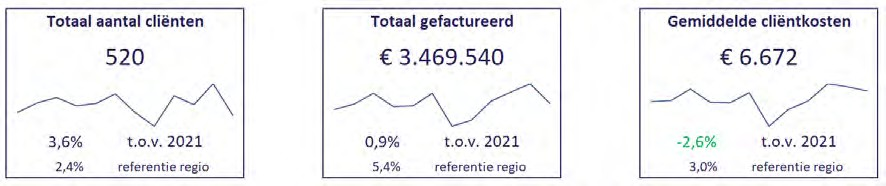 Totaal aantal cliënten
520
3,6% t.o.v. 2021
2,4% referentie regio
Totaal gefactureerd
€ 3.469.540
0,9% t.o.v. 2021
5,4% referentie regio
Gemiddelde cliëntkosten
€ 6.672
-2,6% t.o.v. 2021
3,0% referentie regio